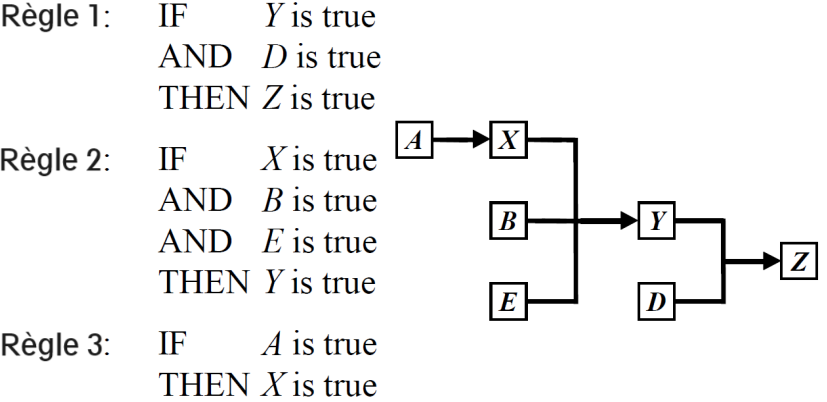 Règle 1: IF Y is true
AND D is true
THEN Z is true
Règle 2: IF X is true
AND B is true
AND E is true
THEN Y is true
Règle 3: IF A is true
THEN X is true
A X
B Y
Z
E D